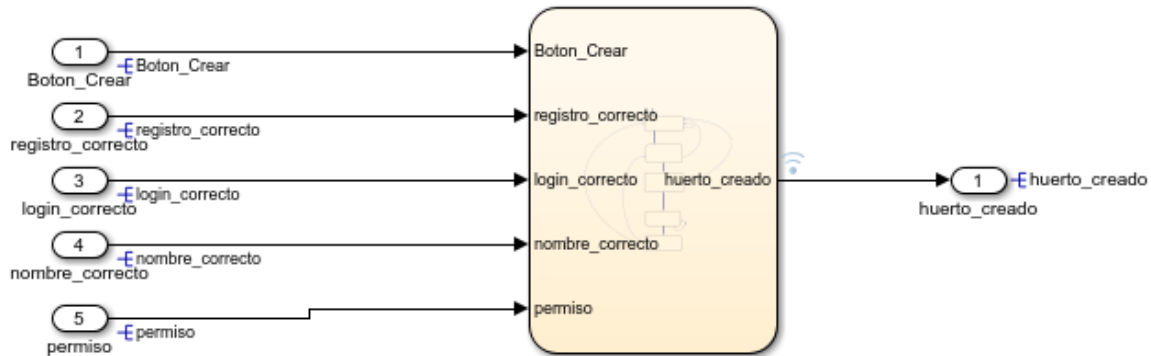 1
Boton_Crear
Boton_Crear
Boton_Crear
2
registro_correcto
registro_correcto
registro_correcto
3
login_correcto
login_correcto
login_correcto
huerto_creado
1
huerto_creado
huerto_creado
4
nombre_correcto
nombre_correcto
nombre_correcto
5
permiso
permiso
permiso